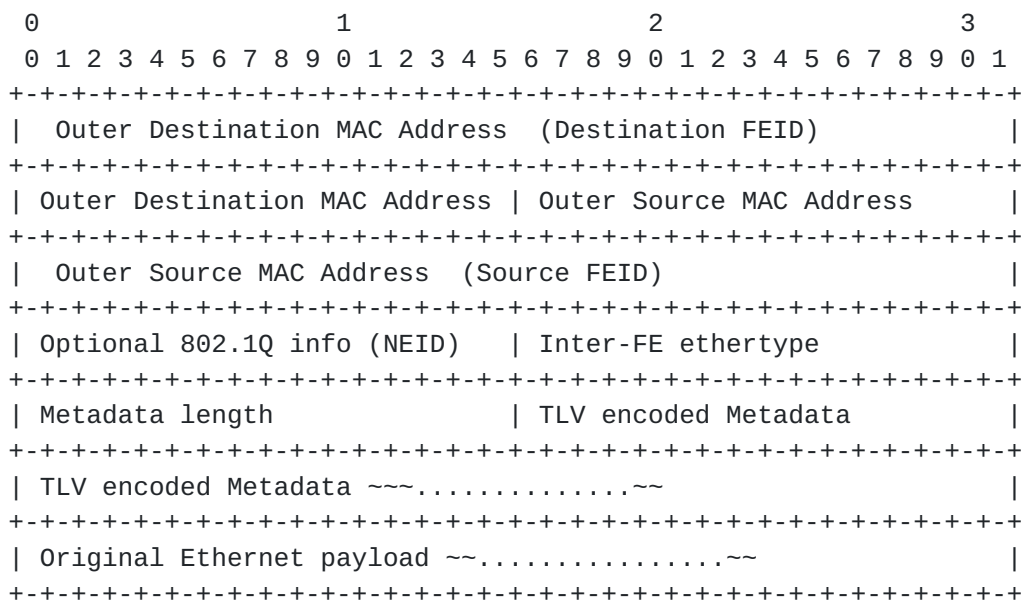 0                   1                   2                   3
 0 1 2 3 4 5 6 7 8 9 0 1 2 3 4 5 6 7 8 9 0 1 2 3 4 5 6 7 8 9 0 1
+-+-+-+-+-+-+-+-+-+-+-+-+-+-+-+-+-+-+-+-+-+-+-+-+-+-+-+-+-+-+-+-+
|  Outer Destination MAC Address  (Destination FEID)            |
+-+-+-+-+-+-+-+-+-+-+-+-+-+-+-+-+-+-+-+-+-+-+-+-+-+-+-+-+-+-+-+-+
| Outer Destination MAC Address | Outer Source MAC Address      |
+-+-+-+-+-+-+-+-+-+-+-+-+-+-+-+-+-+-+-+-+-+-+-+-+-+-+-+-+-+-+-+-+
|  Outer Source MAC Address  (Source FEID)                      |
+-+-+-+-+-+-+-+-+-+-+-+-+-+-+-+-+-+-+-+-+-+-+-+-+-+-+-+-+-+-+-+-+
| Optional 802.1Q info (NEID)   | Inter-FE ethertype            |
+-+-+-+-+-+-+-+-+-+-+-+-+-+-+-+-+-+-+-+-+-+-+-+-+-+-+-+-+-+-+-+-+
| Metadata length               | TLV encoded Metadata          |
+-+-+-+-+-+-+-+-+-+-+-+-+-+-+-+-+-+-+-+-+-+-+-+-+-+-+-+-+-+-+-+-+
| TLV encoded Metadata ~~~..............~~                      |
+-+-+-+-+-+-+-+-+-+-+-+-+-+-+-+-+-+-+-+-+-+-+-+-+-+-+-+-+-+-+-+-+
| Original Ethernet payload ~~................~~                |
+-+-+-+-+-+-+-+-+-+-+-+-+-+-+-+-+-+-+-+-+-+-+-+-+-+-+-+-+-+-+-+-+